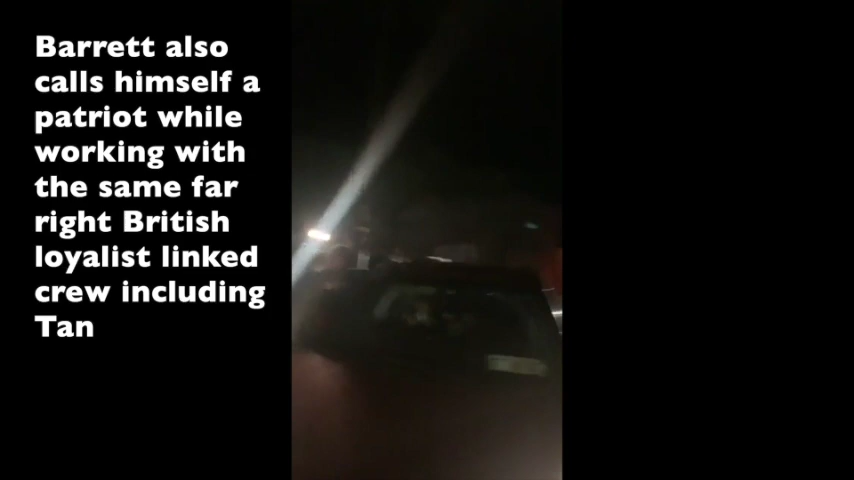 Barrett also
calls himself a
patriot while
working with
the same far
right British
loyalist linked
crew including
Tan